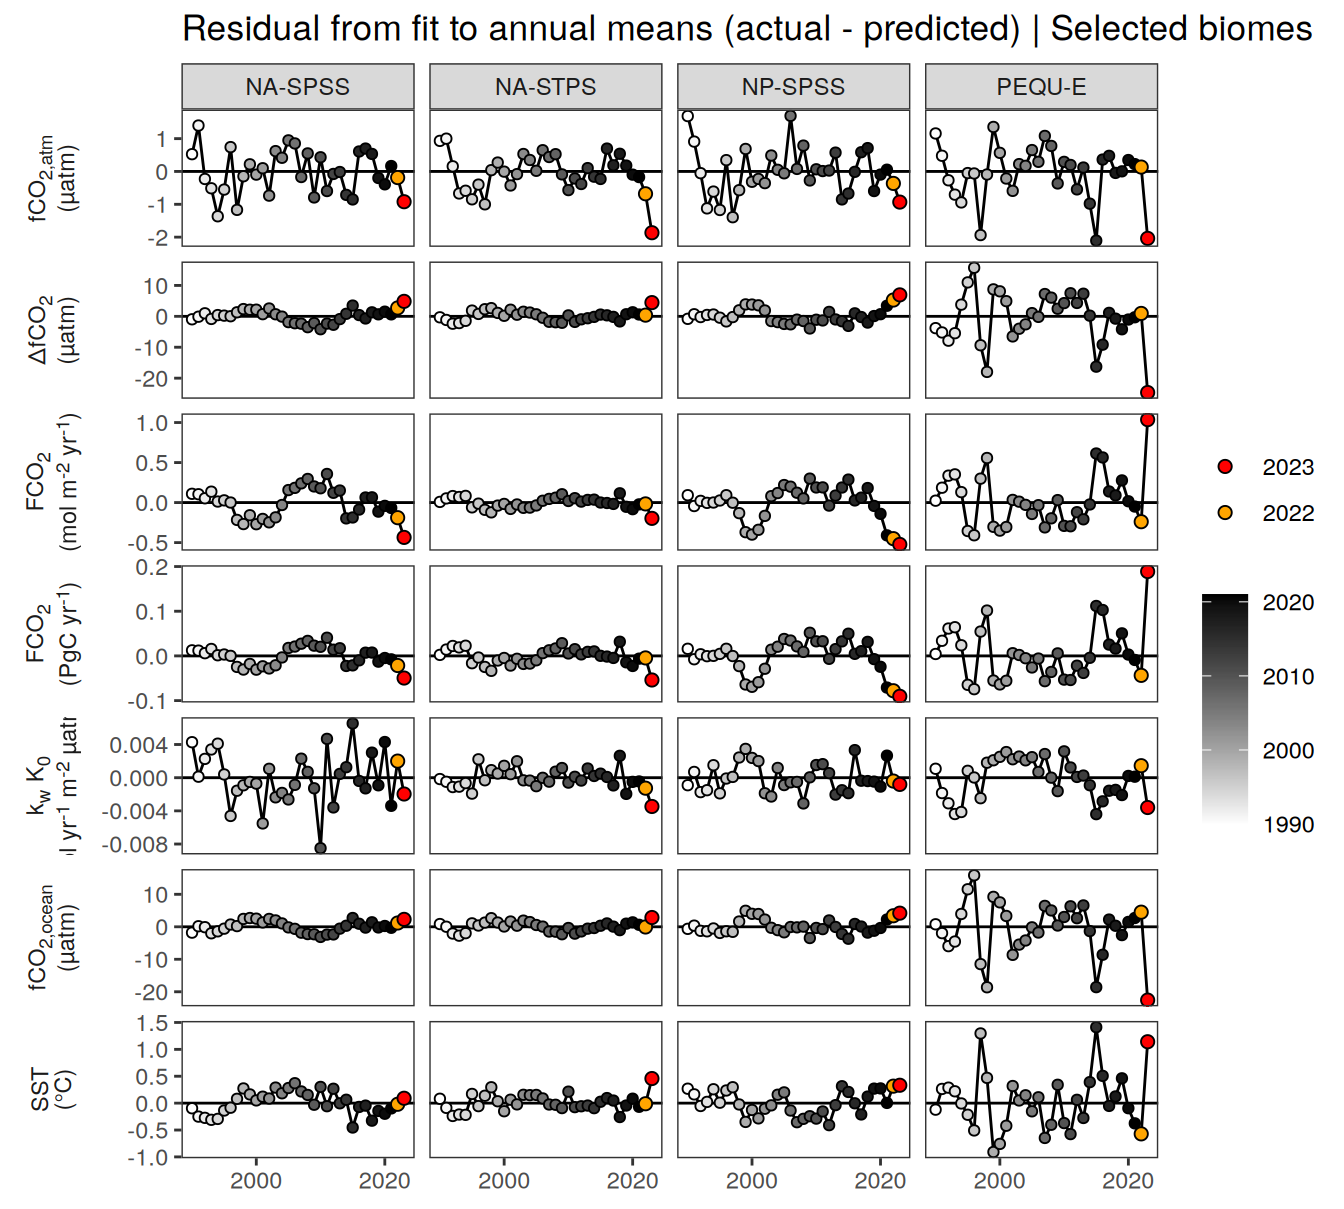 Residual from fit to annual means (actual - predicted) | Selected biomes
NA-SPSS NA-STPS NP-SPSS PEQU-E
fCO2,atm
(µatm)
1
0
-1
-2
ΔfCO2
(µatm)
10
0
-10
-20
FCO2
(mol m-2 yr-1)
1.0
0.5
0.0
-0.5
FCO2
(PgC yr-1)
0.2
0.1
0.0
-0.1
kw K0
yr-1 m-2
0.004
0.000
-0.004
-0.008
fCO2,ocean
(µatm)
10
0
-10
-20
SST
(°C)
1.5
1.0
0.5
0.0
-0.5
-1.0
2000 2020 2000 2020 2000 2020 2000 2020
2023
2022
2020
2010
2000
1990